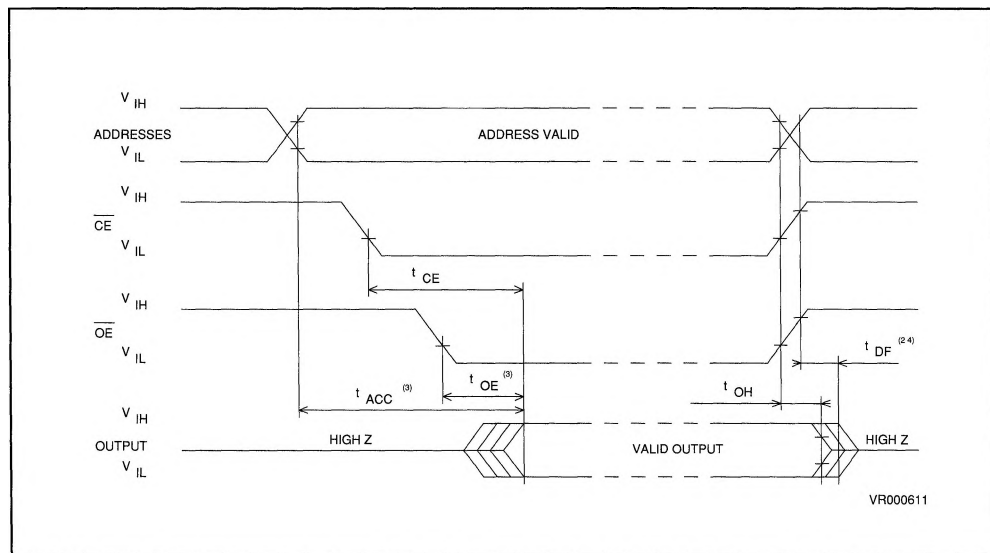 V IH
ADDRESSES
ADDRESS VALID
V IL
V IH
CE
V IL
t CE
V IH
OE
V IL
t DF (2 4)
t OE (3)
t ACC (3)
t OH
V IH
OUTPUT
HIGH Z
VALID OUTPUT
HIGH Z
V IL
VR000611